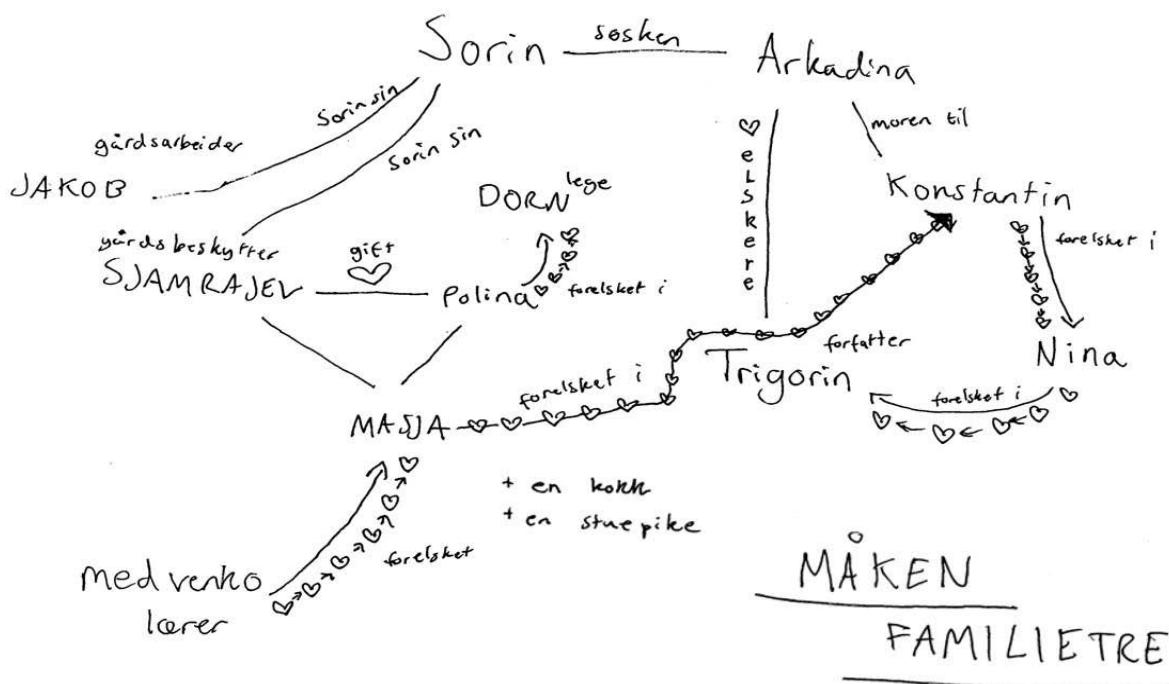 Sorin
søsken
Arkadina
Sorin sin
gårdsarbeider
JAKOB
Sorin sin
elskere
moren til
Konstantin
DORN lege
gårdsbeskytter
SJAMRAJEV
gift
Polina
forelsket i
forelsket i
forfatter
Trigorin
Nina
forelsket i
forelsket i
MASJA
+ en kokk
+ en stuepike
forelsket
medvenko
lærer
MÅKEN
FAMILIETRE